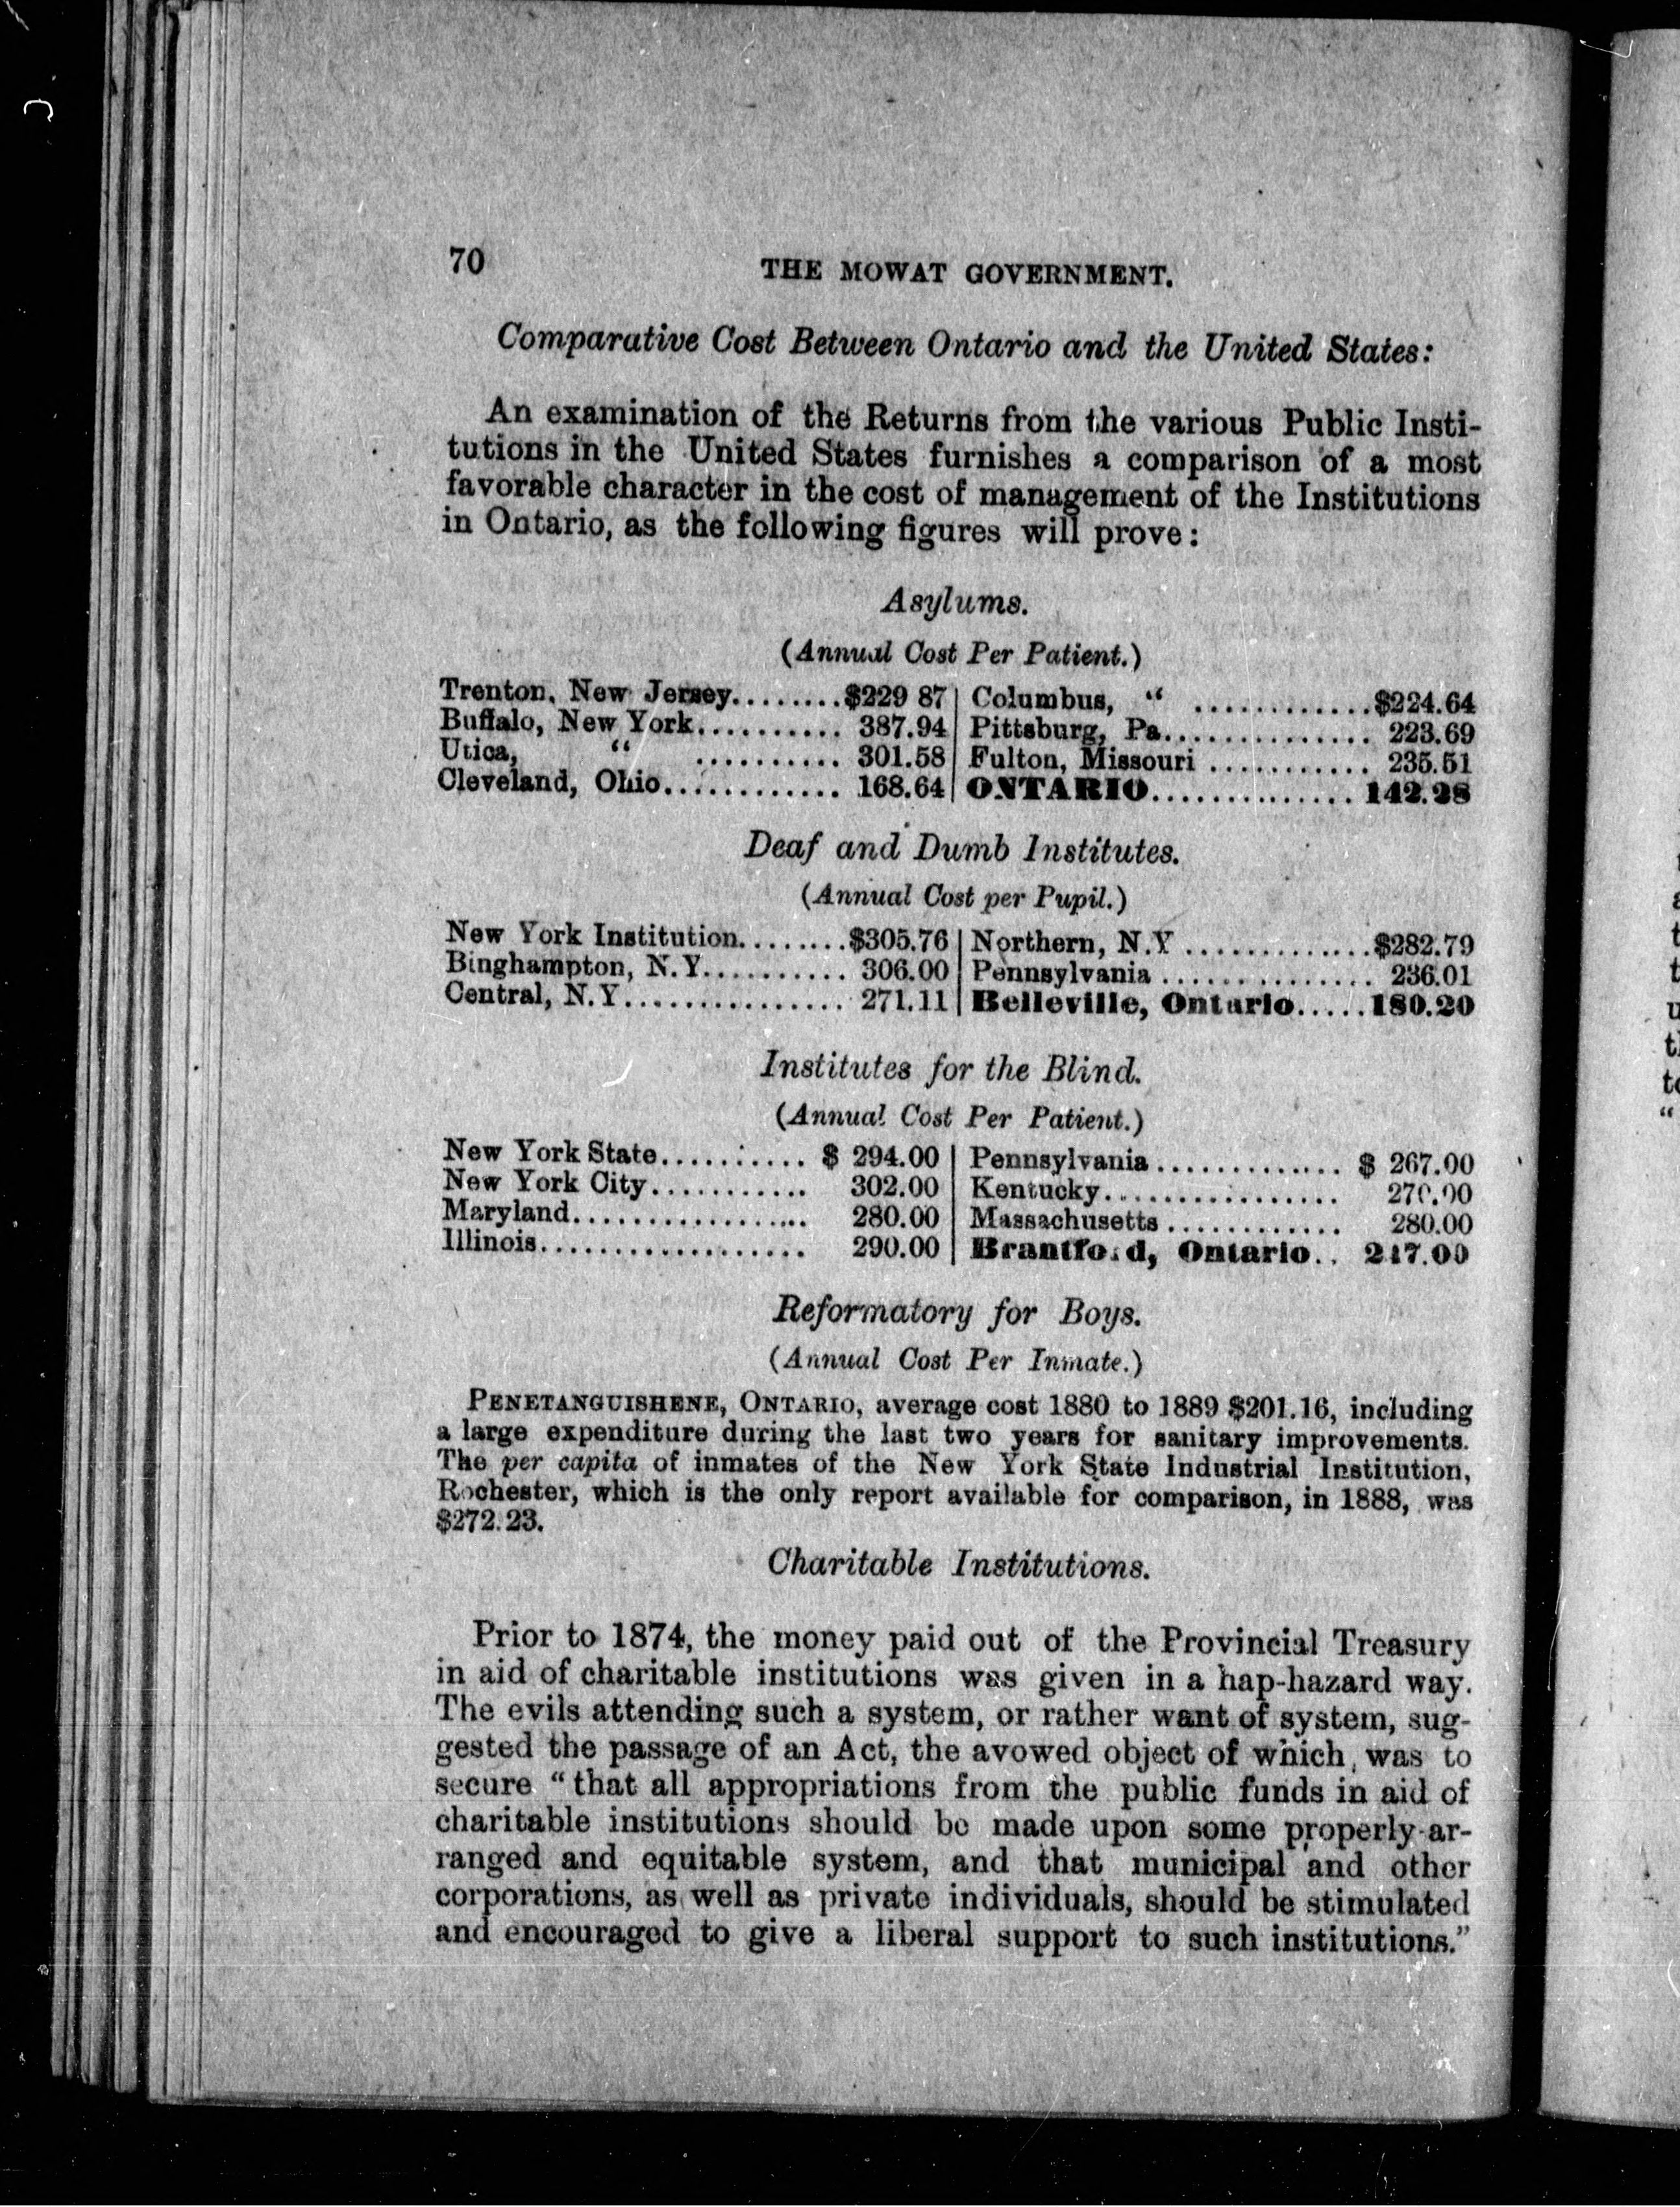 70
THE MOWAT GOVERNMENT.
Comparative Cost Between Ontario and the United States:
An examination of the Returns from the various Public Insti-
tutions in the United States furnishes a comparison of a most
favorable character in the cost of management of the Institutions
in Ontario, as the following figures will prove:
Asylums.
(Annual Cost Per Patient.)
Trenton, New Jersey........$229 87 | Columbus, " ............$224.64
Buffalo, New York.......... 387.94 | Pittsburg, Pa............... 223.69
Utica, " .......... 301.58 | Fulton, Missouri ........... 235.51
Cleveland, Ohio............ 168.64 | ONTARIO.............. 142.28
Deaf and Dumb Institutes.
(Annual Cost per Pupil.)
New York Institution........$305.76 | Northern, N.Y .............$282.79
Binghampton, N.Y.......... 306.00 | Pennsylvania ............... 236.01
Central, N.Y............... 271.11 | Belleville, Ontario.....180.20
Institutes for the Blind.
(Annual Cost Per Patient.)
New York State.......... $ 294.00 | Pennsylvania............. $ 267.00
New York City........... 302.00 | Kentucky................ 270.00
Maryland................ 280.00 | Massachusetts............ 280.00
Illinois.................. 290.00 | Brantford, Ontario..
Reformatory for Boys.
(Annual Cost Per Inmate.)
PENETANGUISHENE, ONTARIO, average cost 1880 to 1889 $201.16, including
a large expenditure during the last two years for sanitary improvements.
The per capita of inmates of the New York State Industrial Institution,
Rochester, which is the only report available for comparison, in 1888, was
$272.23.
Charitable Institutions.
Prior to 1874, the money paid out of the Provincial Treasury
in aid of charitable institutions was given in a hap-hazard way.
The evils attending such a system, or rather want of system, sug-
gested the passage of an Act, the avowed object of which, was to
secure "that all appropriations from the public funds in aid of
charitable institutions should be made upon some properly-ar-
ranged and equitable system, and that municipal and other
corporations, as well as private individuals, should be stimulated
and encouraged to give a liberal support to such institutions."